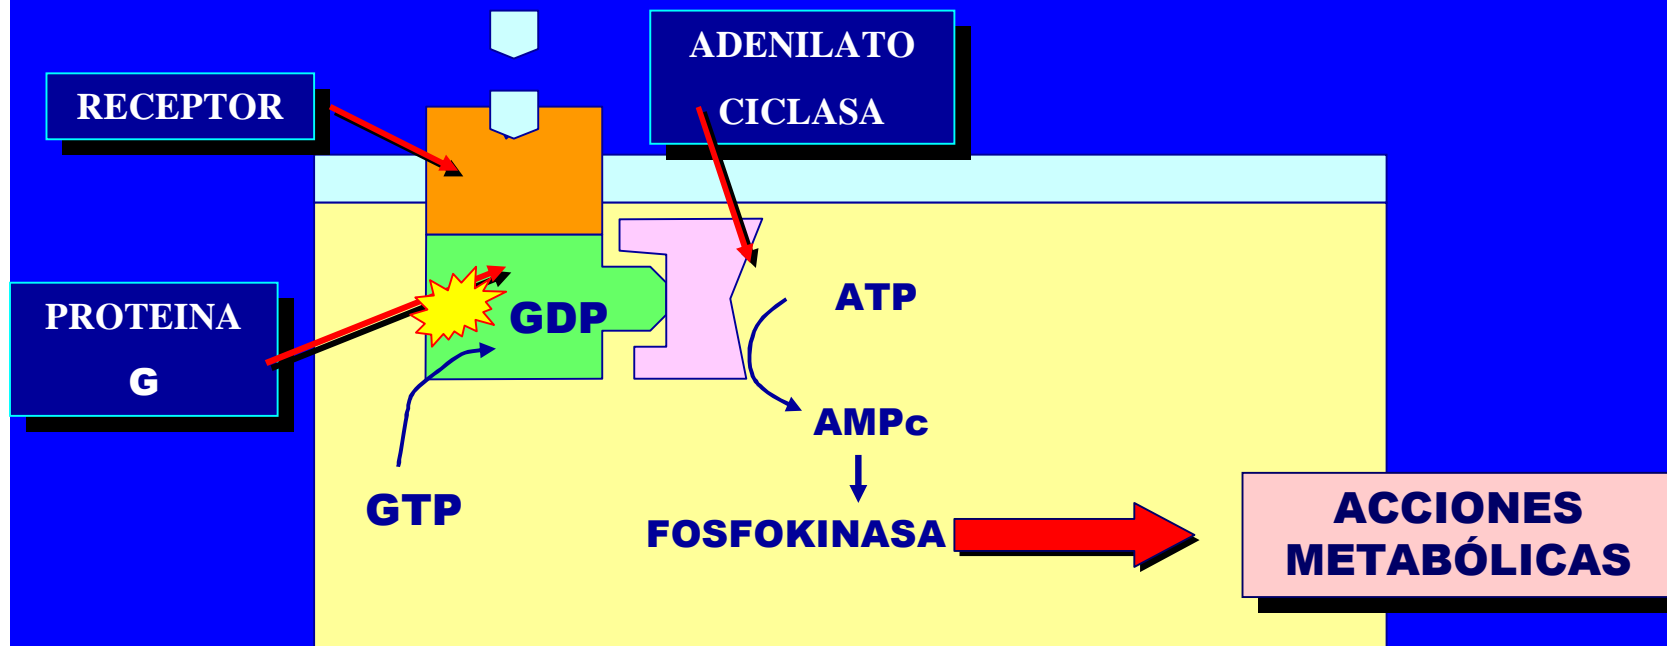 ADENILATO
CICLASA
RECEPTOR
PROTEINA
G
GDP
ATP
AMPc
GTP
FOSFOKINASA
ACCIONES
METABÓLICAS